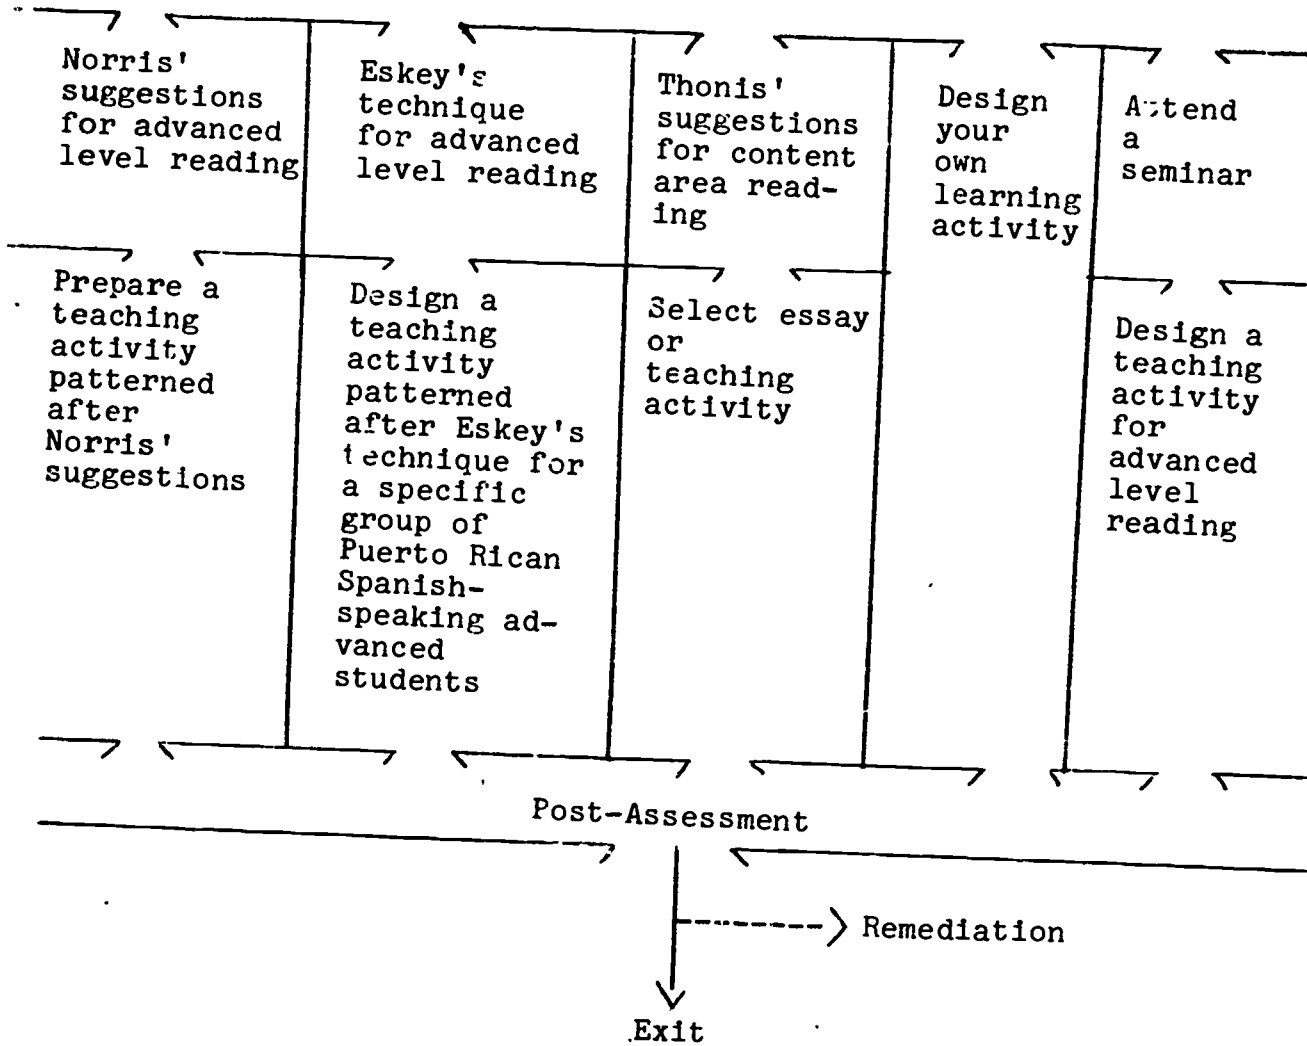 Norris'
suggestions
for advanced
level reading
Eskey's
technique
for advanced
level reading
Thonis'
suggestions
for content
area read-
ing
Design
your
own
learning
activity
Attend
a
seminar
Prepare a
teaching
activity
patterned
after
Norris'
suggestions
Design a
teaching
activity
patterned
after Eskey's
technique for
a specific
group of
Puerto Rican
Spanish-
speaking ad-
vanced
students
Select essay
or
teaching
activity
Design a
teaching
activity
for
advanced
level
reading
Post-Assessment
Remediation
Exit